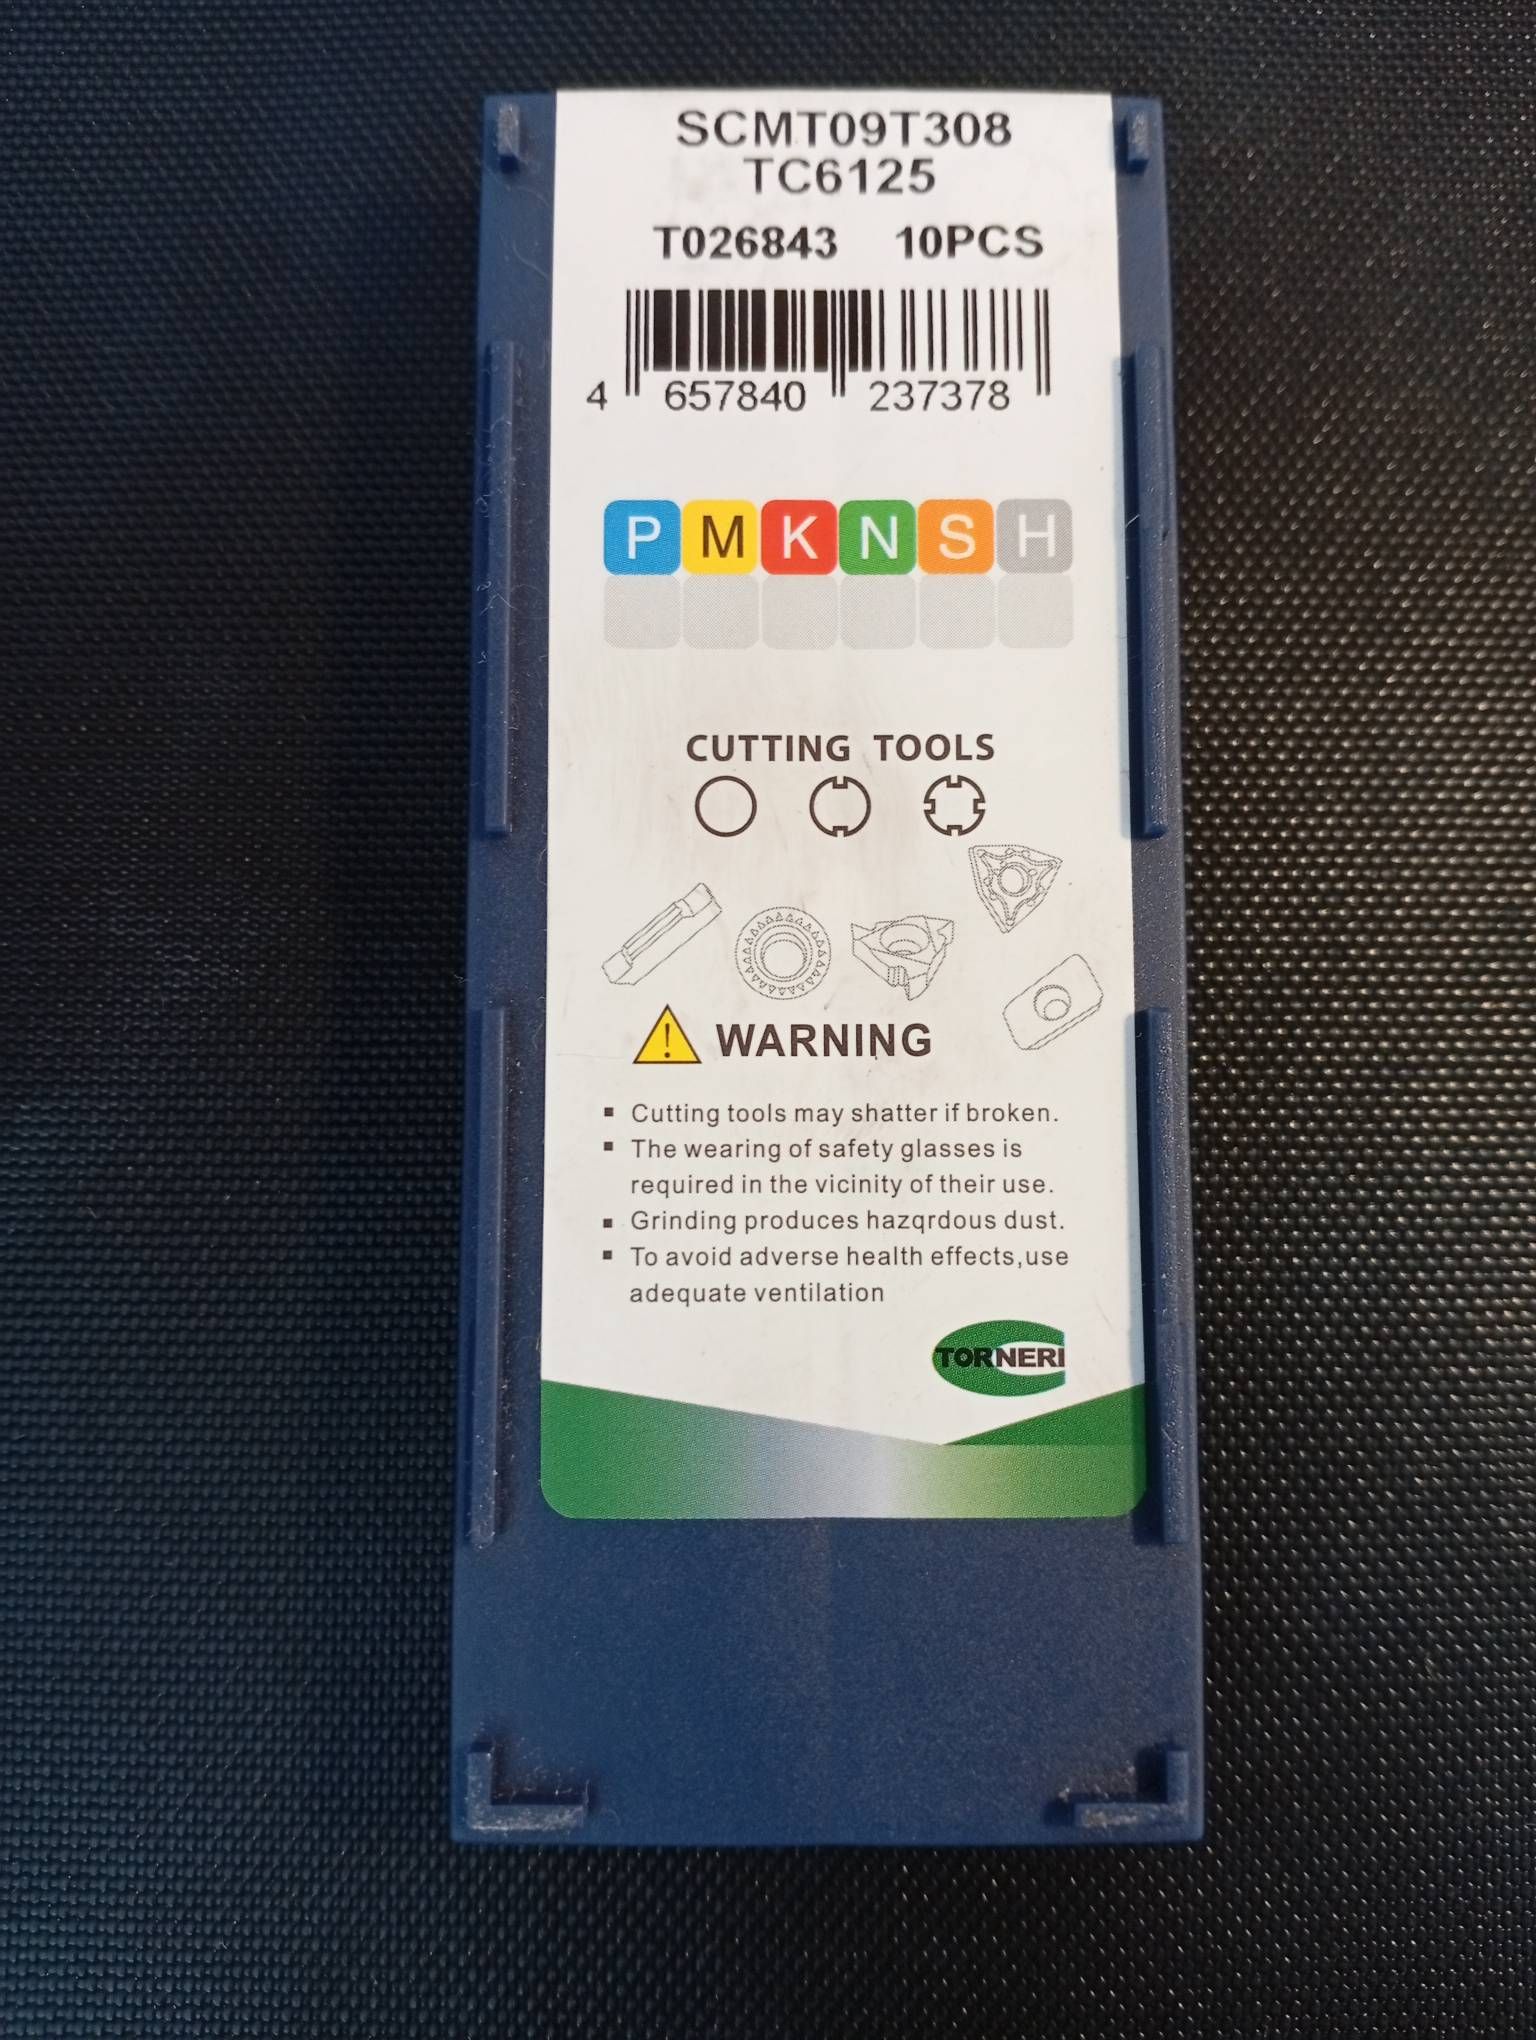 SCMT09T308
TC6125
T026843 10PCS
4 657840 237378
P M K N S H
CUTTING TOOLS
WARNING
▪ Cutting tools may shatter if broken.
▪ The wearing of safety glasses is
required in the vicinity of their use.
▪ Grinding produces hazqrdous dust.
▪ To avoid adverse health effects,use
adequate ventilation
TORNERI